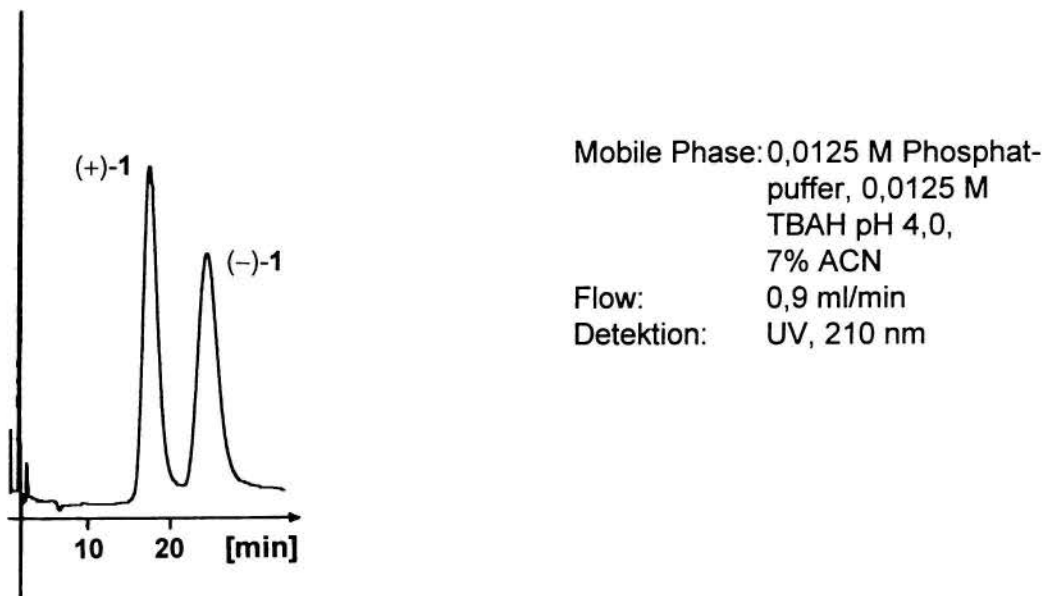 (+)-1
(−)-1
10 20 [min]
Mobile Phase: 0,0125 M Phosphat-
puffer, 0,0125 M
TBAH pH 4,0,
7% ACN
Flow: 0,9 ml/min
Detektion: UV, 210 nm